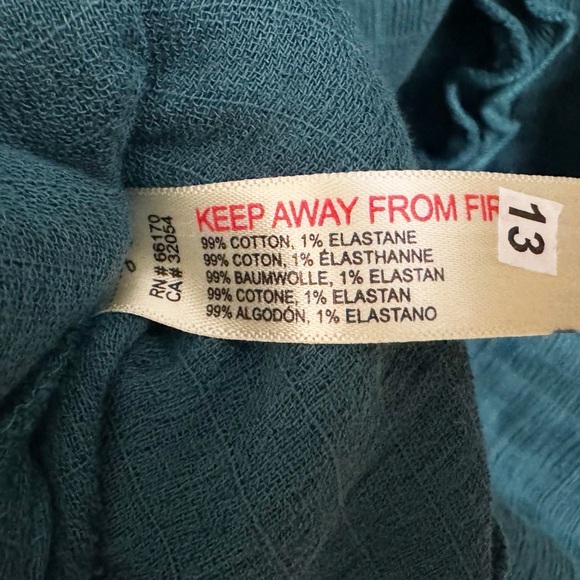 KEEP AWAY FROM FIR
99% COTTON, 1% ELASTANE
99% COTON, 1% ÉLASTHANNE
99% BAUMWOLLE, 1% ELASTAN
99% COTONE, 1% ELASTAN
99% ALGODÓN, 1% ELASTANO
RN# 66170
CA# 32054
13